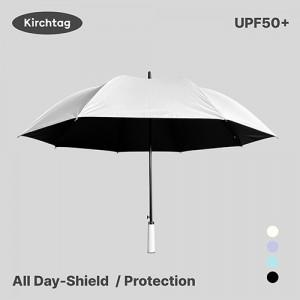 Kirchtag
UPF50+
All Day-Shield / Protection